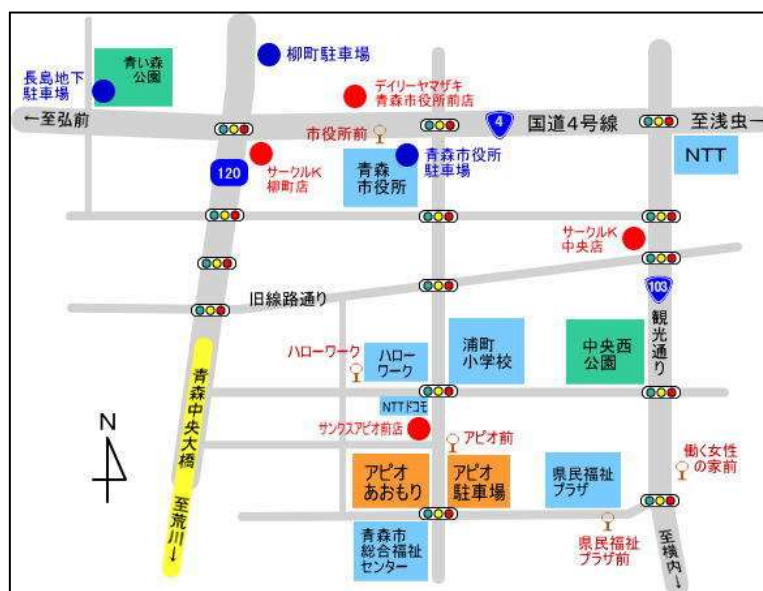 青い森
公園
柳町駐車場
長島地下
駐車場
デイリーヤマザキ
青森市役所前店
←至弘前
市役所前
4
国道4号線
至浅虫→
120
サークルK
柳町店
青森
市役所
青森市役所
駐車場
NTT
サークルK
中央店
旧線路通り
103
観光通り
ハローワーク
ハロー
ワーク
浦町
小学校
中央西
公園
青森中央大橋
NTTドコモ
サンクスアピオ前店
アピオ前
N
アピオ
あおもり
アピオ
駐車場
県民福祉
プラザ
働く女性
の家前
至荒川↓
青森市
総合福祉
センター
県民福祉
プラザ前
至横内↓